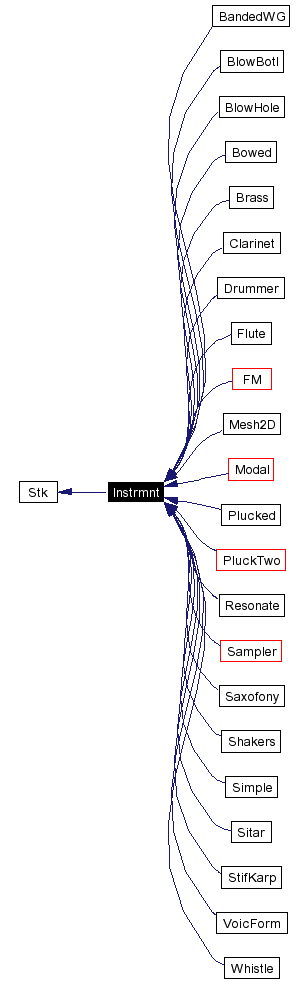 BandedWG
BlowBotl
BlowHole
Bowed
Brass
Clarinet
Drummer
Flute
FM
Mesh2D
Modal
Stk
Instrmnt
Plucked
PluckTwo
Resonate
Sampler
Saxofony
Shakers
Simple
Sitar
StifKarp
VoicForm
Whistle